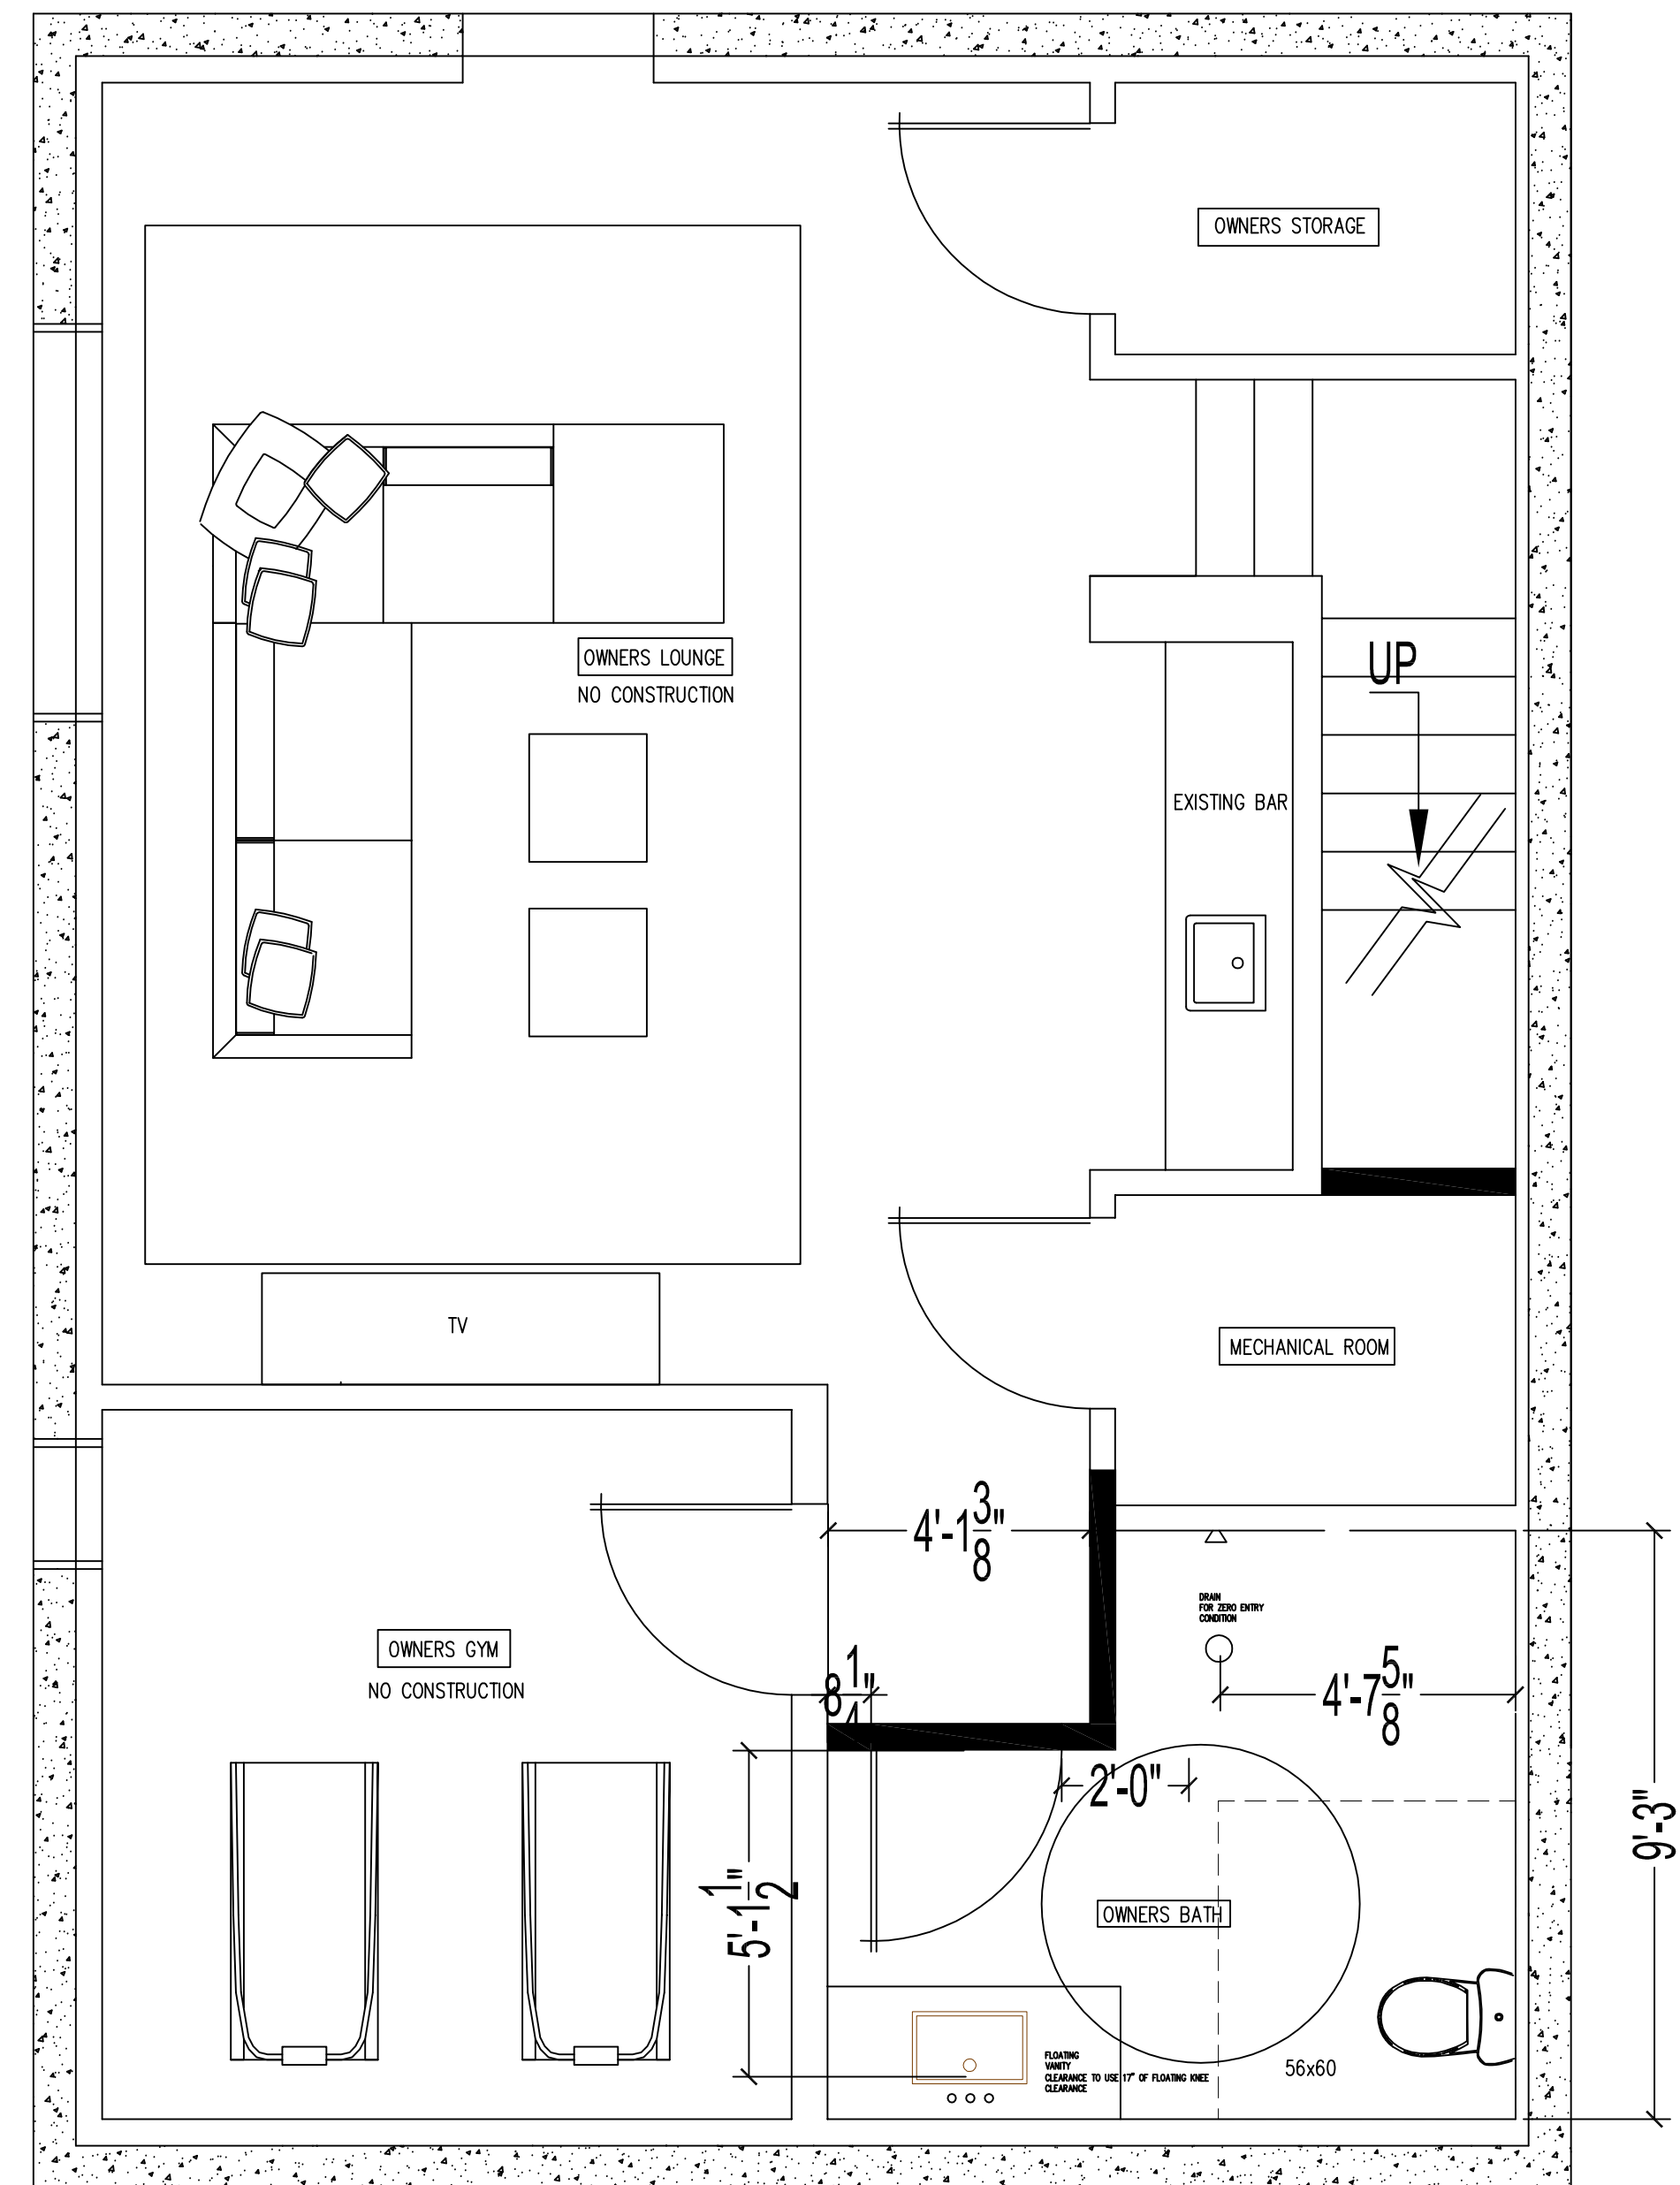 OWNERS STORAGE
OWNERS LOUNGE
NO CONSTRUCTION
UP
EXISTING BAR
TV
MECHANICAL ROOM
4'-1 3/8"
DRAIN
FOR ZERO ENTRY
CONDITION
OWNERS GYM
NO CONSTRUCTION
8 1/4"
4'-7 5/8"
2'-0"
9'-3"
5'-1 1/2"
OWNERS BATH
FLOATING
VANITY
CLEARANCE TO USE 17" OF FLOATING KNEE
CLEARANCE
56x60